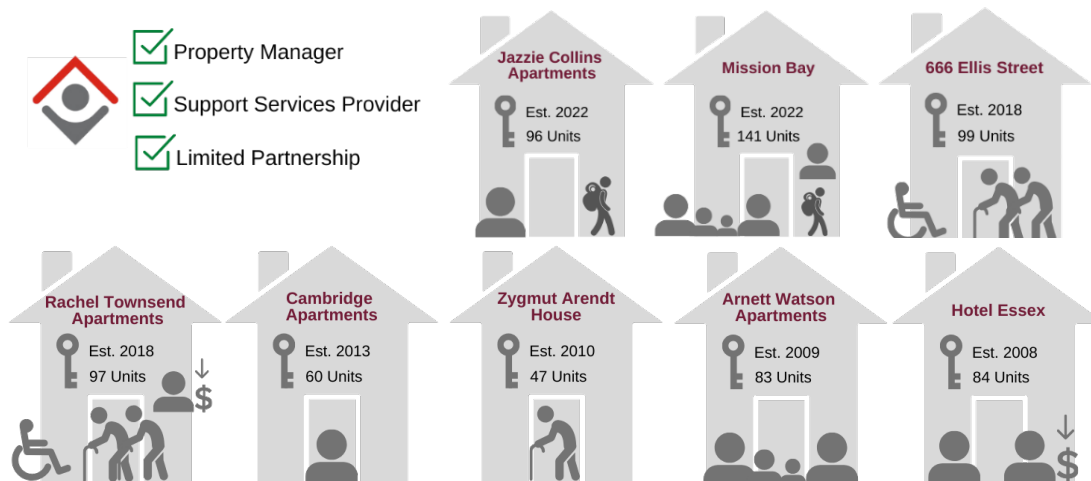 Property Manager
Support Services Provider
Limited Partnership
Jazzie Collins
Apartments
Est. 2022
96 Units
Mission Bay
Est. 2022
141 Units
666 Ellis Street
Est. 2018
99 Units
Rachel Townsend
Apartments
Est. 2018
97 Units
$
Cambridge
Apartments
Est. 2013
60 Units
Zygmut Arendt
House
Est. 2010
47 Units
Arnett Watson
Apartments
Est. 2009
83 Units
Hotel Essex
Est. 2008
84 Units
$